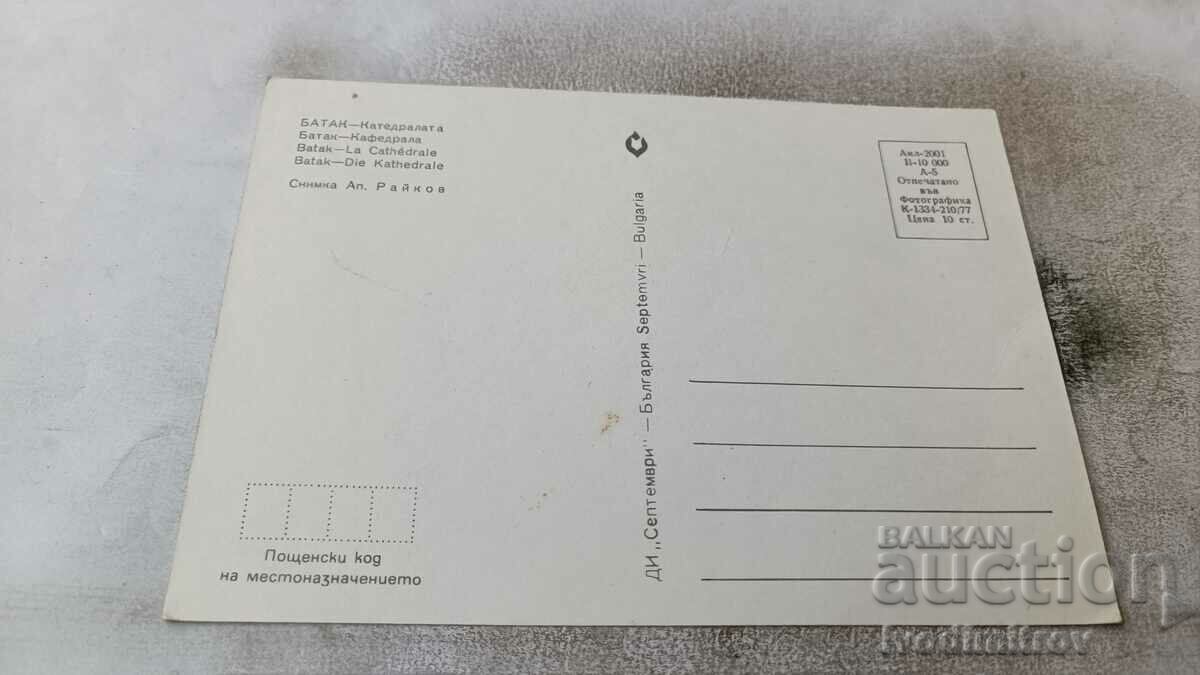 БАТАК—Катедралата
Батак—Кафедрала
Batak—La Cathédrale
Batak—Die Kathedrale
Снимка Ап. Райков
ДИ „Септември" — България Septemvri — Bulgaria
Акл-2001
П-10 000
А-5
Отпечатано
във
Фотографика
К-1334-210/77
Цена 10 ст.
Пощенски код
на местоназначението
BALKAN
auction
Ivodimitrov